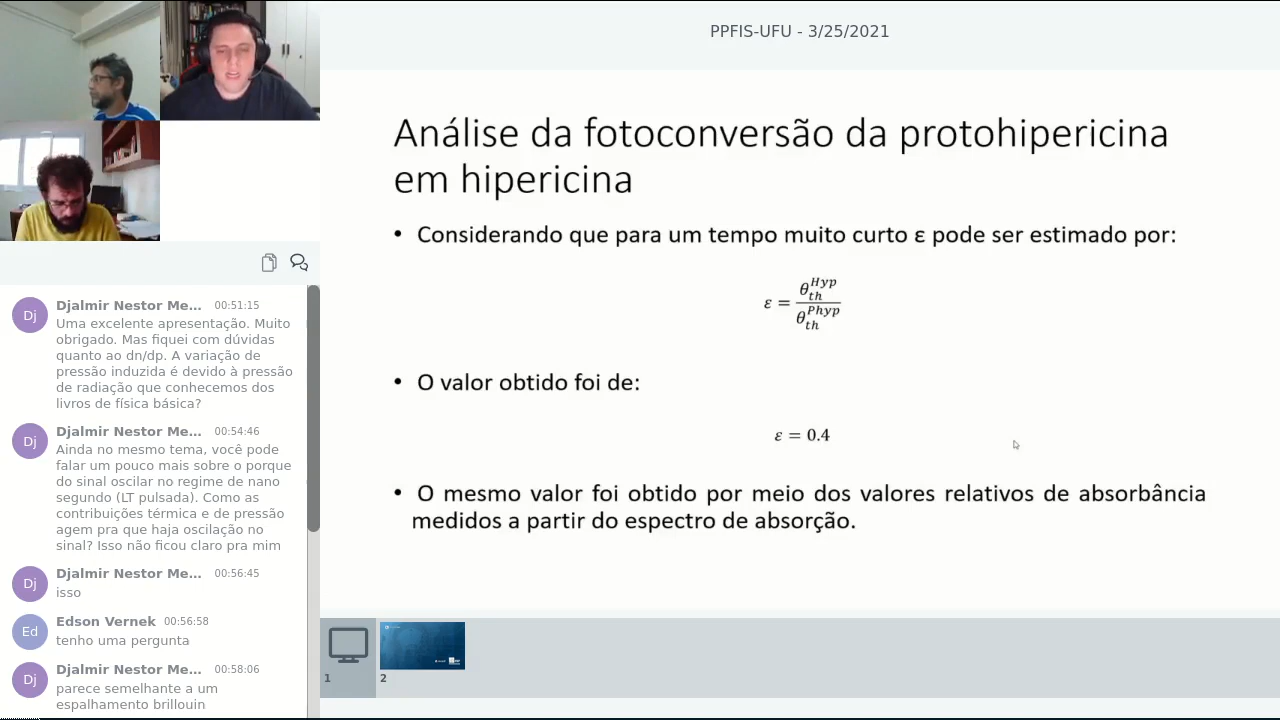 PPFIS-UFU - 3/25/2021
Análise da fotoconversão da protohipericina
em hipericina
• Considerando que para um tempo muito curto ε pode ser estimado por:
ε = θ_th^Hyp / θ_th^Phyp
• O valor obtido foi de:
ε = 0.4
• O mesmo valor foi obtido por meio dos valores relativos de absorbância
medidos a partir do espectro de absorção.
Dj Djalmir Nestor Me... 00:51:15
Uma excelente apresentação. Muito
obrigado. Mas fiquei com dúvidas
quanto ao dn/dp. A variação de
pressão induzida é devido à pressão
de radiação que conhecemos dos
livros de física básica?
Dj Djalmir Nestor Me... 00:54:46
Ainda no mesmo tema, você pode
falar um pouco mais sobre o porque
do sinal oscilar no regime de nano
segundo (LT pulsada). Como as
contribuições térmica e de pressão
agem pra que haja oscilação no
sinal? Isso não ficou claro pra mim
Dj Djalmir Nestor Me... 00:56:45
isso
Ed Edson Vernek 00:56:58
tenho uma pergunta
Dj Djalmir Nestor Me... 00:58:06
parece semelhante a um
espalhamento brillouin
1
2